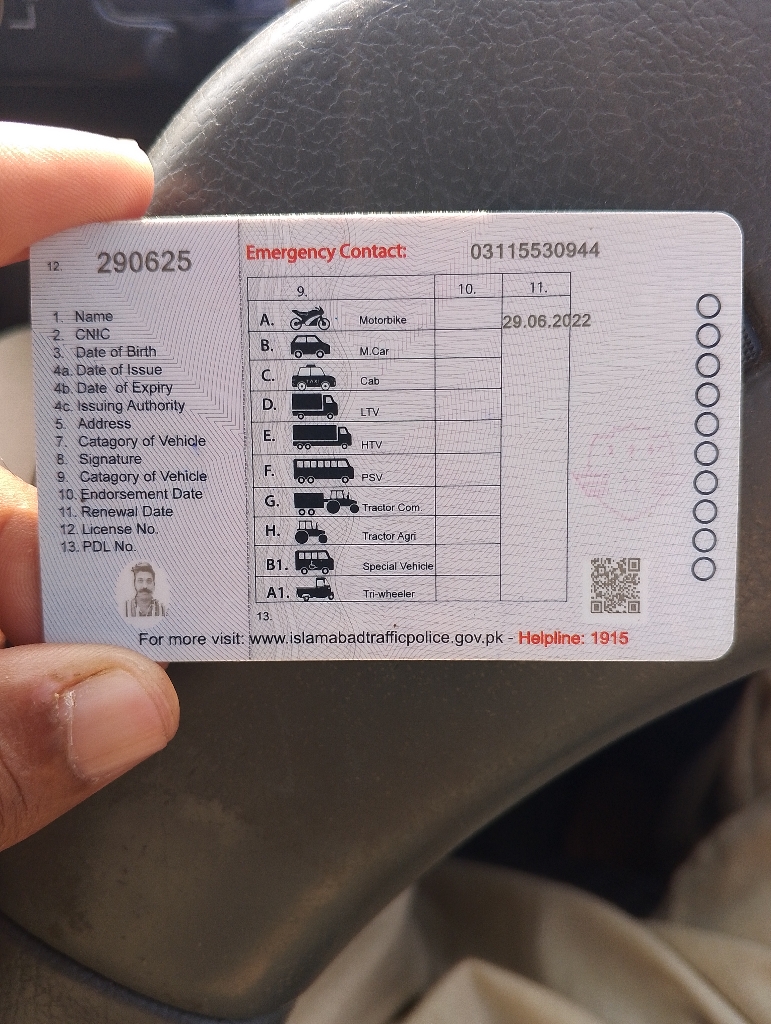 12. 290625 Emergency Contact: 03115530944
1. Name
2. CNIC
3. Date of Birth
4a. Date of Issue
4b. Date of Expiry
4c. Issuing Authority
5. Address
7. Catagory of Vehicle
8. Signature
9. Catagory of Vehicle
10. Endorsement Date
11. Renewal Date
12. License No.
13. PDL No.
9. 10. 11.
A. Motorbike 29.06.2022
B. M.Car
C. TAXI Cab
D. LTV
E. HTV
F. PSV
G. Tractor Com.
H. Tractor Agri
B1. Special Vehicle
A1. Tri-wheeler
13.
For more visit: www.islamabadtrafficpolice.gov.pk - Helpline: 1915